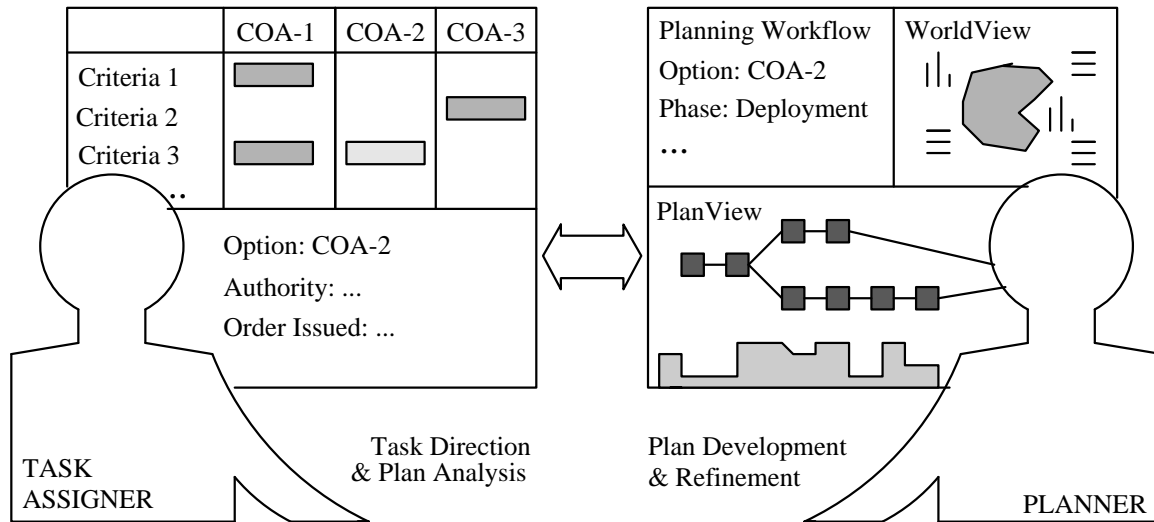 COA-1 COA-2 COA-3
Criteria 1
Criteria 2
Criteria 3
..
Option: COA-2
Authority: ...
Order Issued: ...
Planning Workflow
Option: COA-2
Phase: Deployment
...
WorldView
PlanView
Task Direction
& Plan Analysis
Plan Development
& Refinement
TASK
ASSIGNER
PLANNER